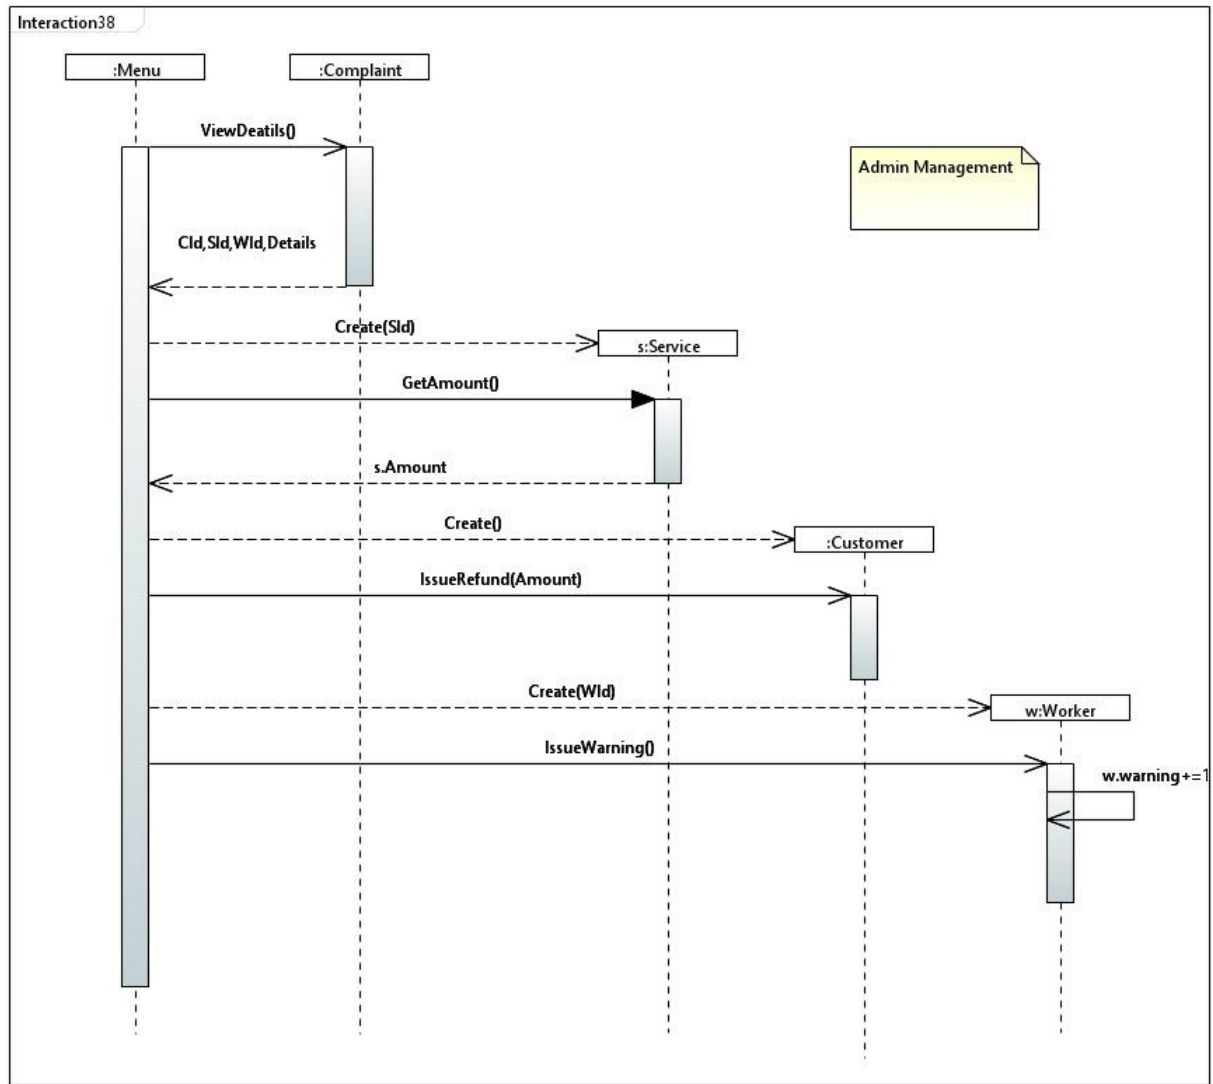 Interaction38
:Menu
:Complaint
ViewDeatils()
Admin Management
CId,SId,WId,Details
Create(SId)
s:Service
GetAmount()
s.Amount
Create()
:Customer
IssueRefund(Amount)
Create(WId)
w:Worker
IssueWarning()
w.warning+=1